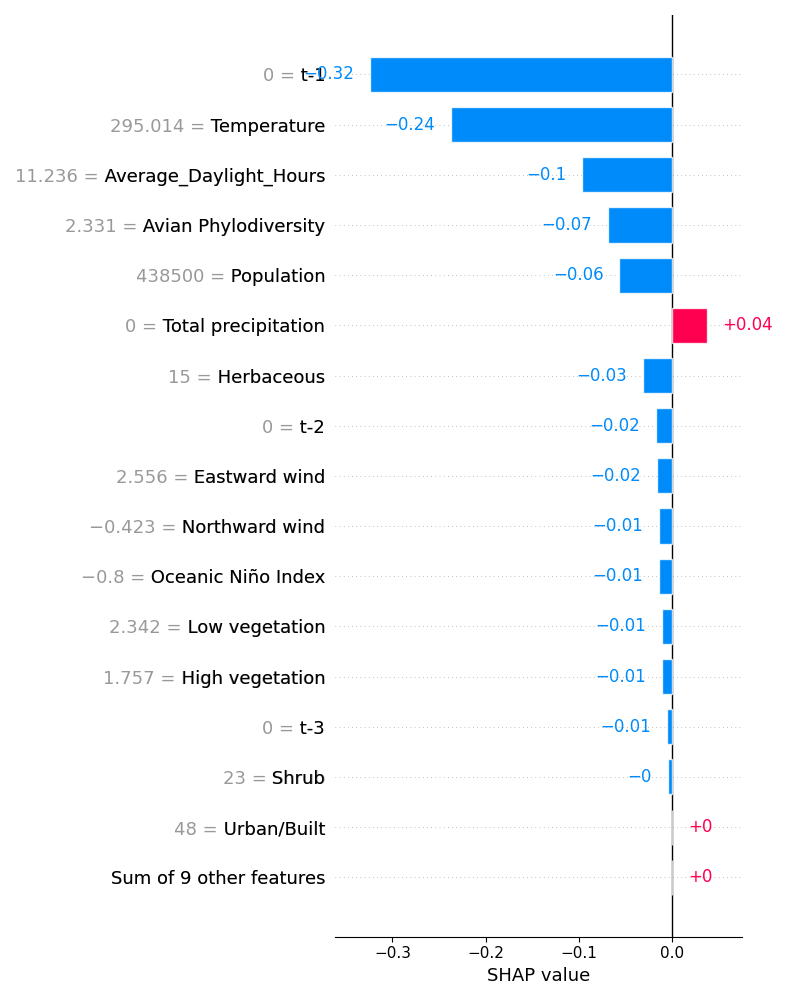 0 = t-1 −0.32
295.014 = Temperature −0.24
11.236 = Average_Daylight_Hours −0.1
2.331 = Avian Phylodiversity −0.07
438500 = Population −0.06
0 = Total precipitation +0.04
15 = Herbaceous −0.03
0 = t-2 −0.02
2.556 = Eastward wind −0.02
−0.423 = Northward wind −0.01
−0.8 = Oceanic Niño Index −0.01
2.342 = Low vegetation −0.01
1.757 = High vegetation −0.01
0 = t-3 −0.01
23 = Shrub −0
48 = Urban/Built +0
Sum of 9 other features +0
−0.3 −0.2 −0.1 0.0
SHAP value